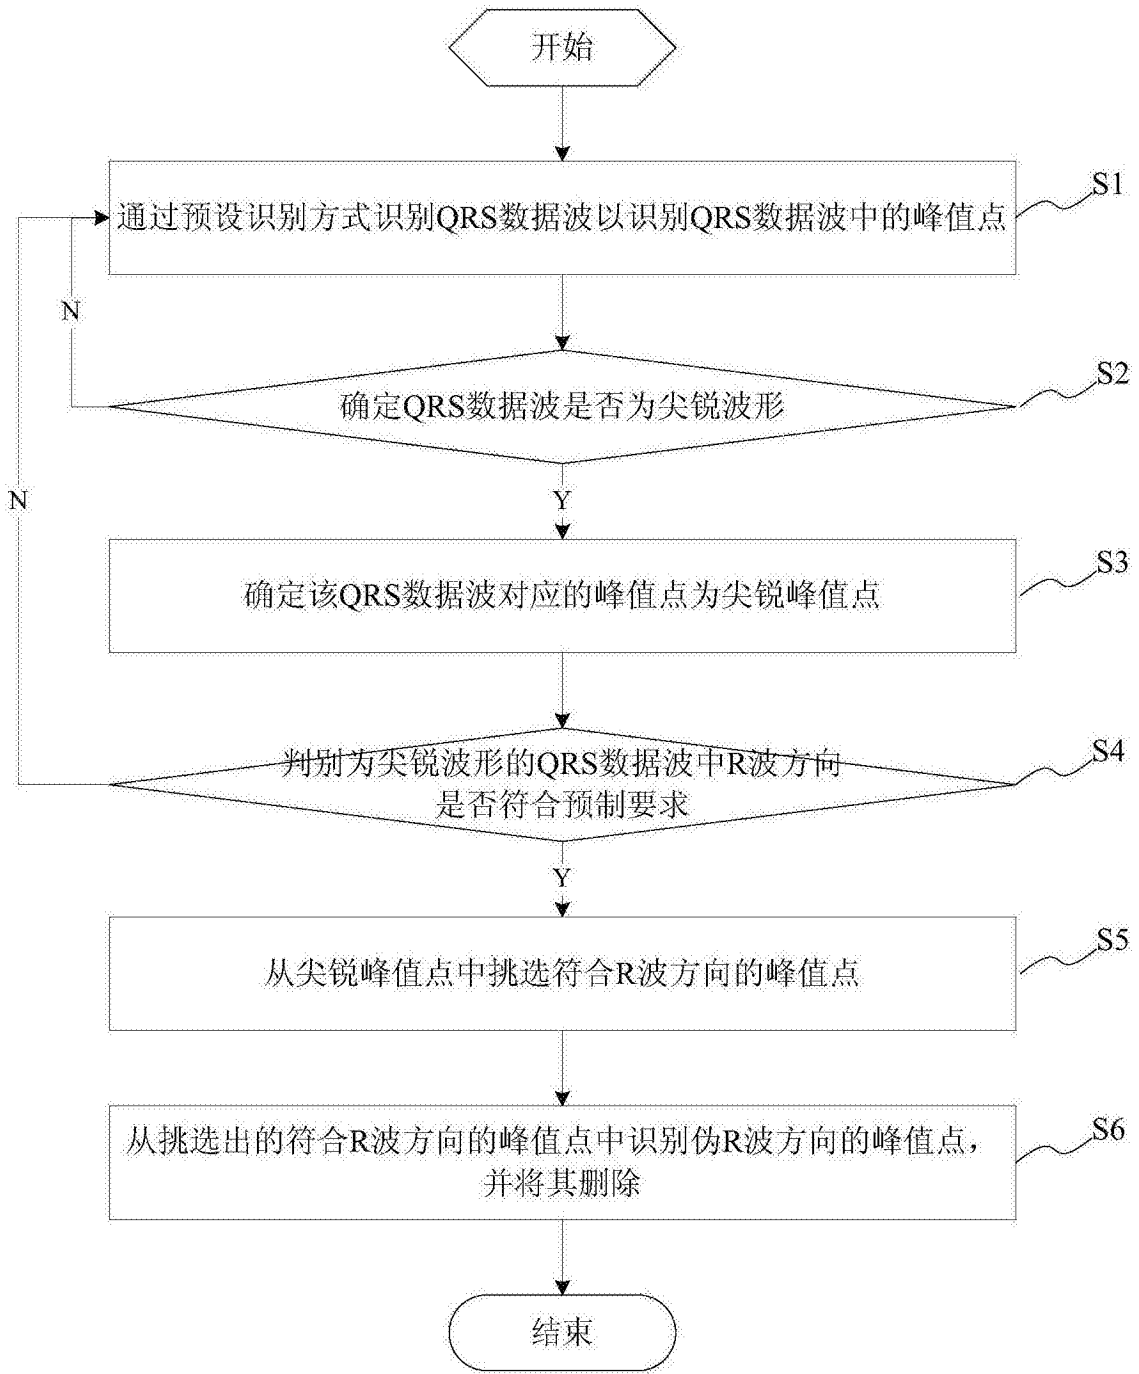 开始
S1
通过预设识别方式识别QRS数据波以识别QRS数据波中的峰值点
N
S2
确定QRS数据波是否为尖锐波形
N
Y
S3
确定该QRS数据波对应的峰值点为尖锐峰值点
S4
判别为尖锐波形的QRS数据波中R波方向
是否符合预制要求
Y
S5
从尖锐峰值点中挑选符合R波方向的峰值点
S6
从挑选出的符合R波方向的峰值点中识别伪R波方向的峰值点，
并将其删除
结束